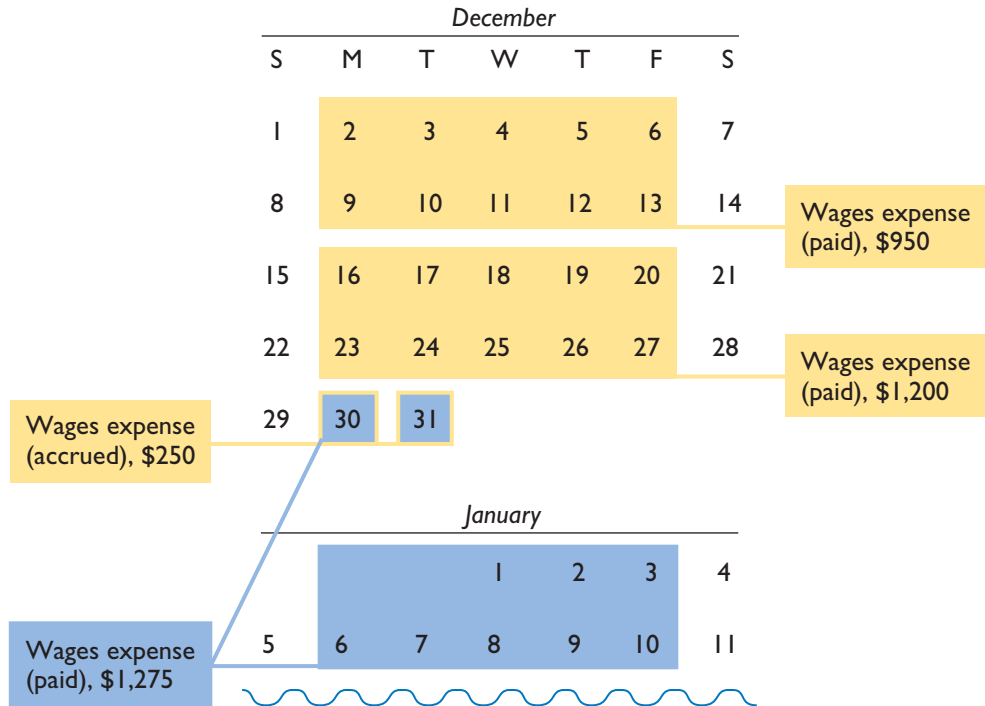 December
S M T W T F S
1 2 3 4 5 6 7
8 9 10 11 12 13 14
Wages expense
(paid), $950
15 16 17 18 19 20 21
22 23 24 25 26 27 28
Wages expense
(paid), $1,200
29 30 31
Wages expense
(accrued), $250
January
1 2 3 4
5 6 7 8 9 10 11
Wages expense
(paid), $1,275